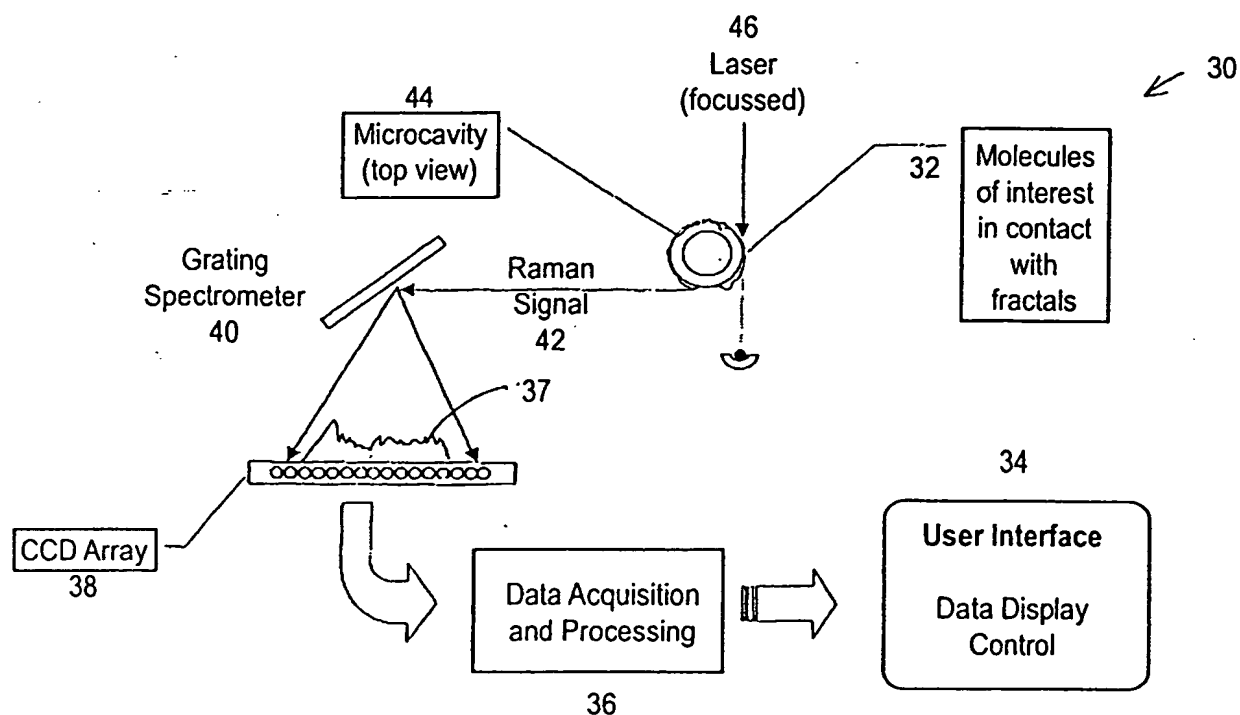 46
Laser
(focussed)
30
44
Microcavity
(top view)
32
Molecules
of interest
in contact
with
fractals
Grating
Spectrometer
40
Raman
Signal
42
37
34
CCD Array
38
User Interface
Data Display
Control
Data Acquisition
and Processing
36